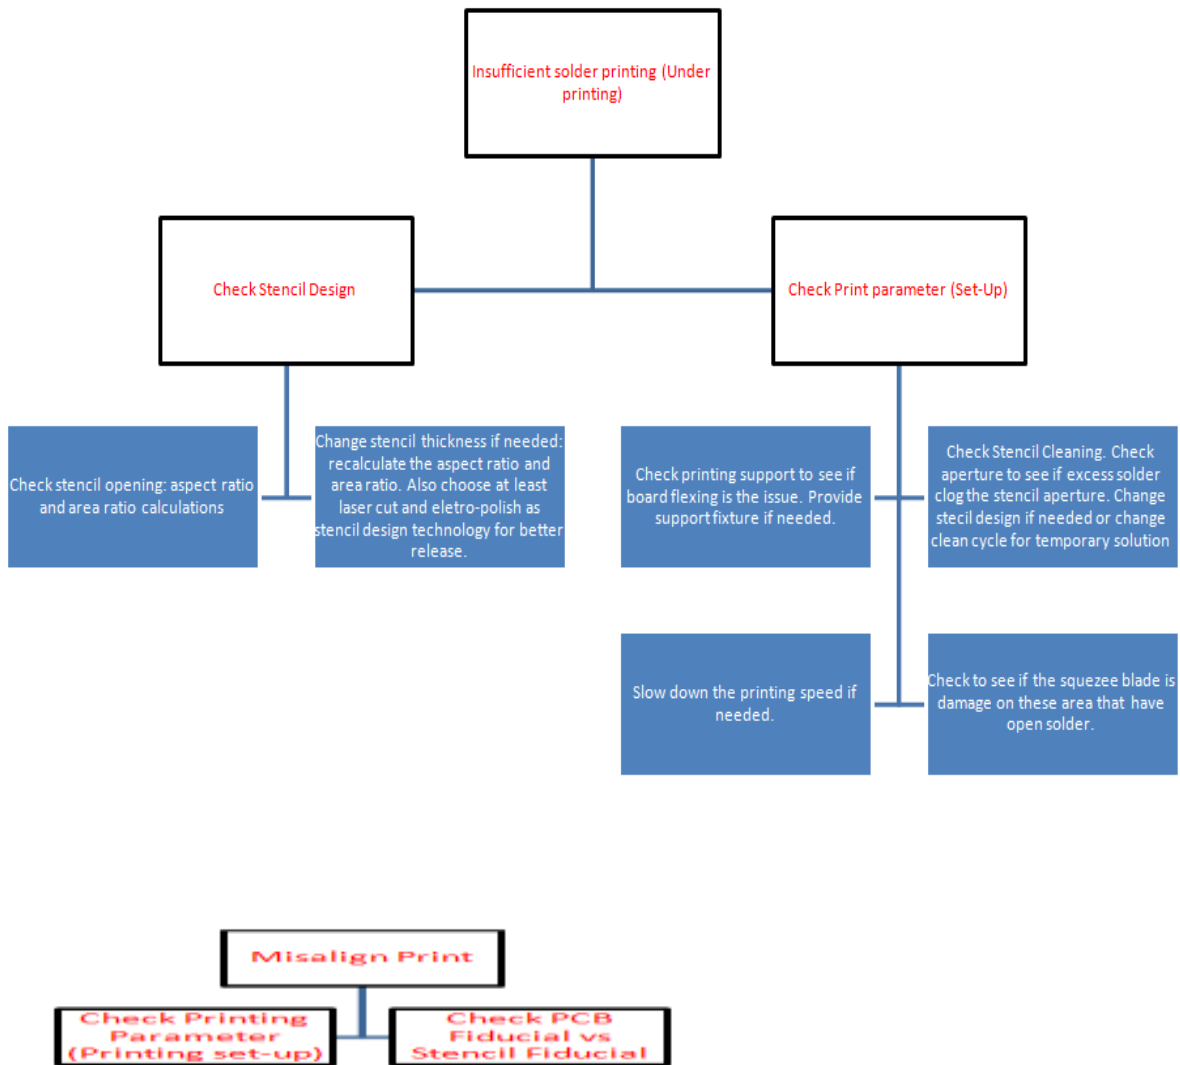 Insufficient solder printing (Under
printing)
Check Stencil Design
Check Print parameter (Set-Up)
Check stencil opening: aspect ratio
and area ratio calculations
Change stencil thickness if needed:
recalculate the aspect ratio and
area ratio. Also choose at least
laser cut and eletro-polish as
stencil design technology for better
release.
Check printing support to see if
board flexing is the issue. Provide
support fixture if needed.
Check Stencil Cleaning. Check
aperture to see if excess solder
clog the stencil aperture. Change
stecil design if needed or change
clean cycle for temporary solution
Slow down the printing speed if
needed.
Check to see if the squezee blade is
damage on these area that have
open solder.
Misalign Print
Check Printing
Parameter
(Printing set-up)
Check PCB
Fiducial vs
Stencil Fiducial